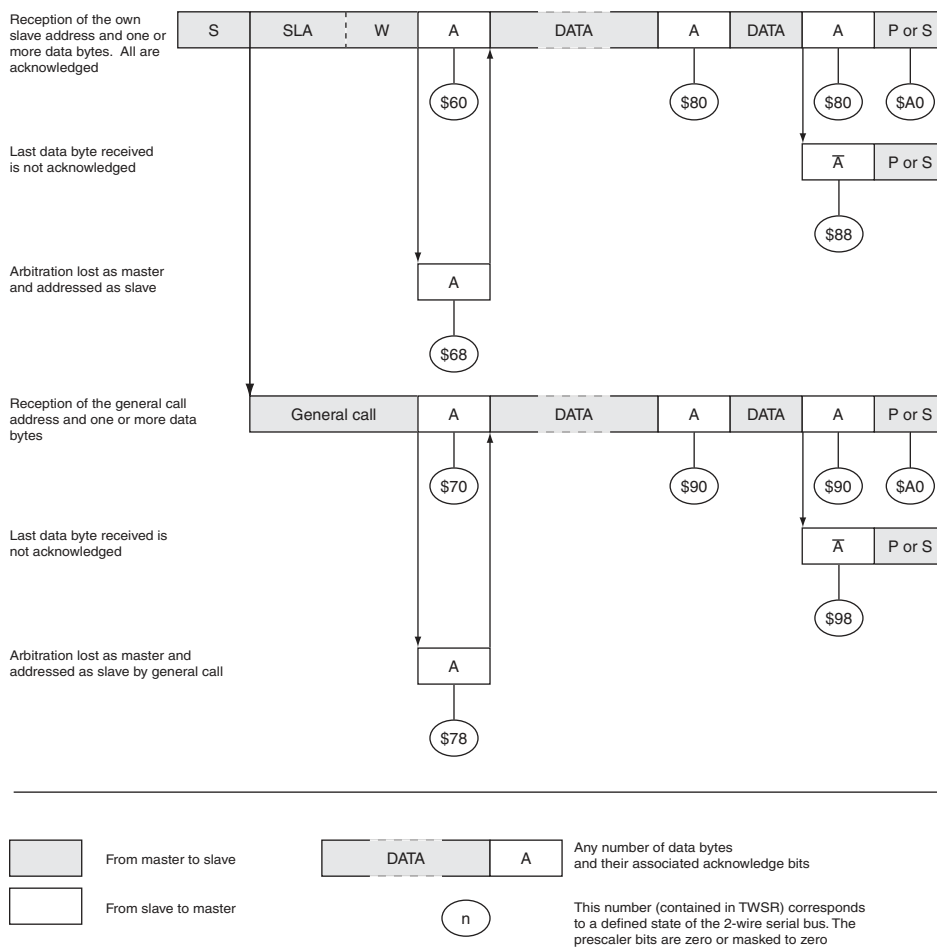 Reception of the own
slave address and one or
more data bytes. All are
acknowledged
S SLA W A DATA A DATA A P or S
$60 $80 $80 $A0
Last data byte received
is not acknowledged
A̅ P or S
$88
Arbitration lost as master
and addressed as slave
A
$68
Reception of the general call
address and one or more data
bytes
General call A DATA A DATA A P or S
$70 $90 $90 $A0
Last data byte received is
not acknowledged
A̅ P or S
$98
Arbitration lost as master and
addressed as slave by general call
A
$78
From master to slave
DATA A
Any number of data bytes
and their associated acknowledge bits
From slave to master
n
This number (contained in TWSR) corresponds
to a defined state of the 2-wire serial bus. The
prescaler bits are zero or masked to zero